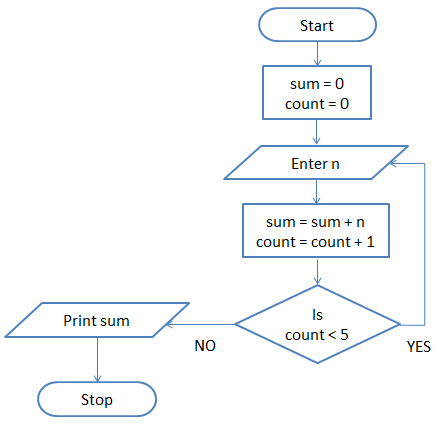 Start
sum = 0
count = 0
Enter n
sum = sum + n
count = count + 1
Is
count < 5
Print sum
NO
YES
Stop